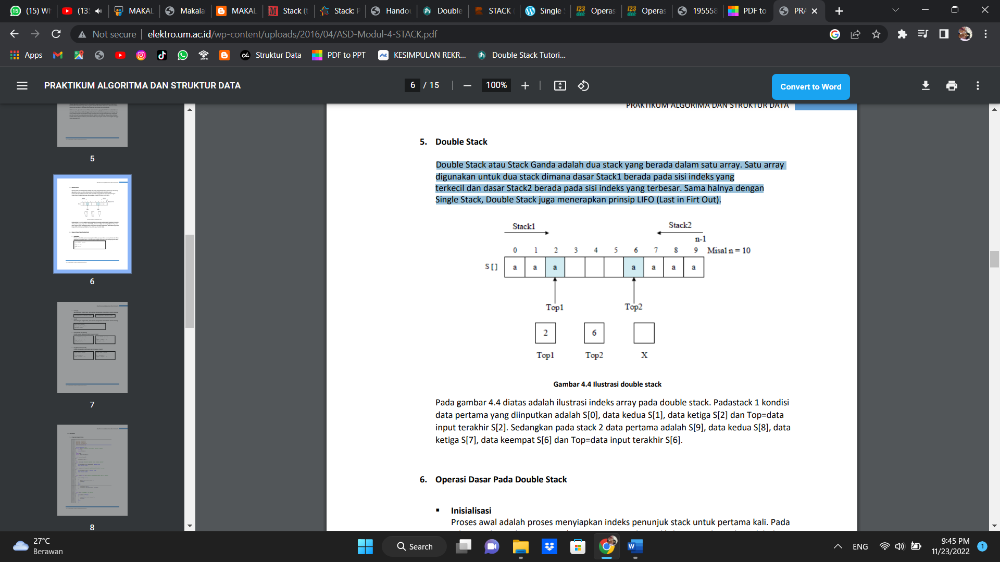 (15) Wh
(13:
MAKAL
Makala
MAKAL
Stack (t
Stack: P
Handou
Double
STACK (
Single S
Operas
Operas
195558
PDF to
PRA
Not secure | elektro.um.ac.id/wp-content/uploads/2016/04/ASD-Modul-4-STACK.pdf
Apps
Struktur Data
PDF to PPT
KESIMPULAN REKR...
Double Stack Tutori...
PRAKTIKUM ALGORITMA DAN STRUKTUR DATA
6 / 15
100%
Convert to Word
5
6
7
8
PRAKTIKUM ALGORIMA DAN STRUKTUR DATA
5. Double Stack
Double Stack atau Stack Ganda adalah dua stack yang berada dalam satu array. Satu array
digunakan untuk dua stack dimana dasar Stack1 berada pada sisi indeks yang
terkecil dan dasar Stack2 berada pada sisi indeks yang terbesar. Sama halnya dengan
Single Stack, Double Stack juga menerapkan prinsip LIFO (Last in Firt Out).
Stack1 Stack2
n-1
0 1 2 3 4 5 6 7 8 9 Misal n = 10
S [] a a a a a a a
Top1 Top2
2 6
Top1 Top2 X
Gambar 4.4 Ilustrasi double stack
Pada gambar 4.4 diatas adalah ilustrasi indeks array pada double stack. Padastack 1 kondisi
data pertama yang diinputkan adalah S[0], data kedua S[1], data ketiga S[2] dan Top=data
input terakhir S[2]. Sedangkan pada stack 2 data pertama adalah S[9], data kedua S[8], data
ketiga S[7], data keempat S[6] dan Top=data input terakhir S[6].
6. Operasi Dasar Pada Double Stack
▪ Inisialisasi
Proses awal adalah proses menyiapkan indeks penunjuk stack untuk pertama kali. Pada
27°C
Berawan
Search
ENG
9:45 PM
11/23/2022
1